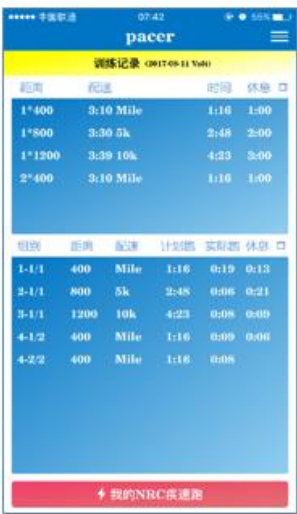 中国联通 07:42 55%
pacer
训练记录 (2017-08-11 Volt)
距离 配速 时间 休息
1*400 3:10 Mile 1:16 1:00
1*800 3:30 5k 2:48 2:00
1*1200 3:39 10k 4:23 3:00
2*400 3:10 Mile 1:16 1:00
组别 距离 配速 计划跑 实际跑 休息
1-1/1 400 Mile 1:16 0:19 0:13
2-1/1 800 5k 2:48 0:06 0:21
3-1/1 1200 10k 4:23 0:08 0:09
4-1/2 400 Mile 1:16 0:09 0:06
4-2/2 400 Mile 1:16 0:08
我的NRC疾速跑